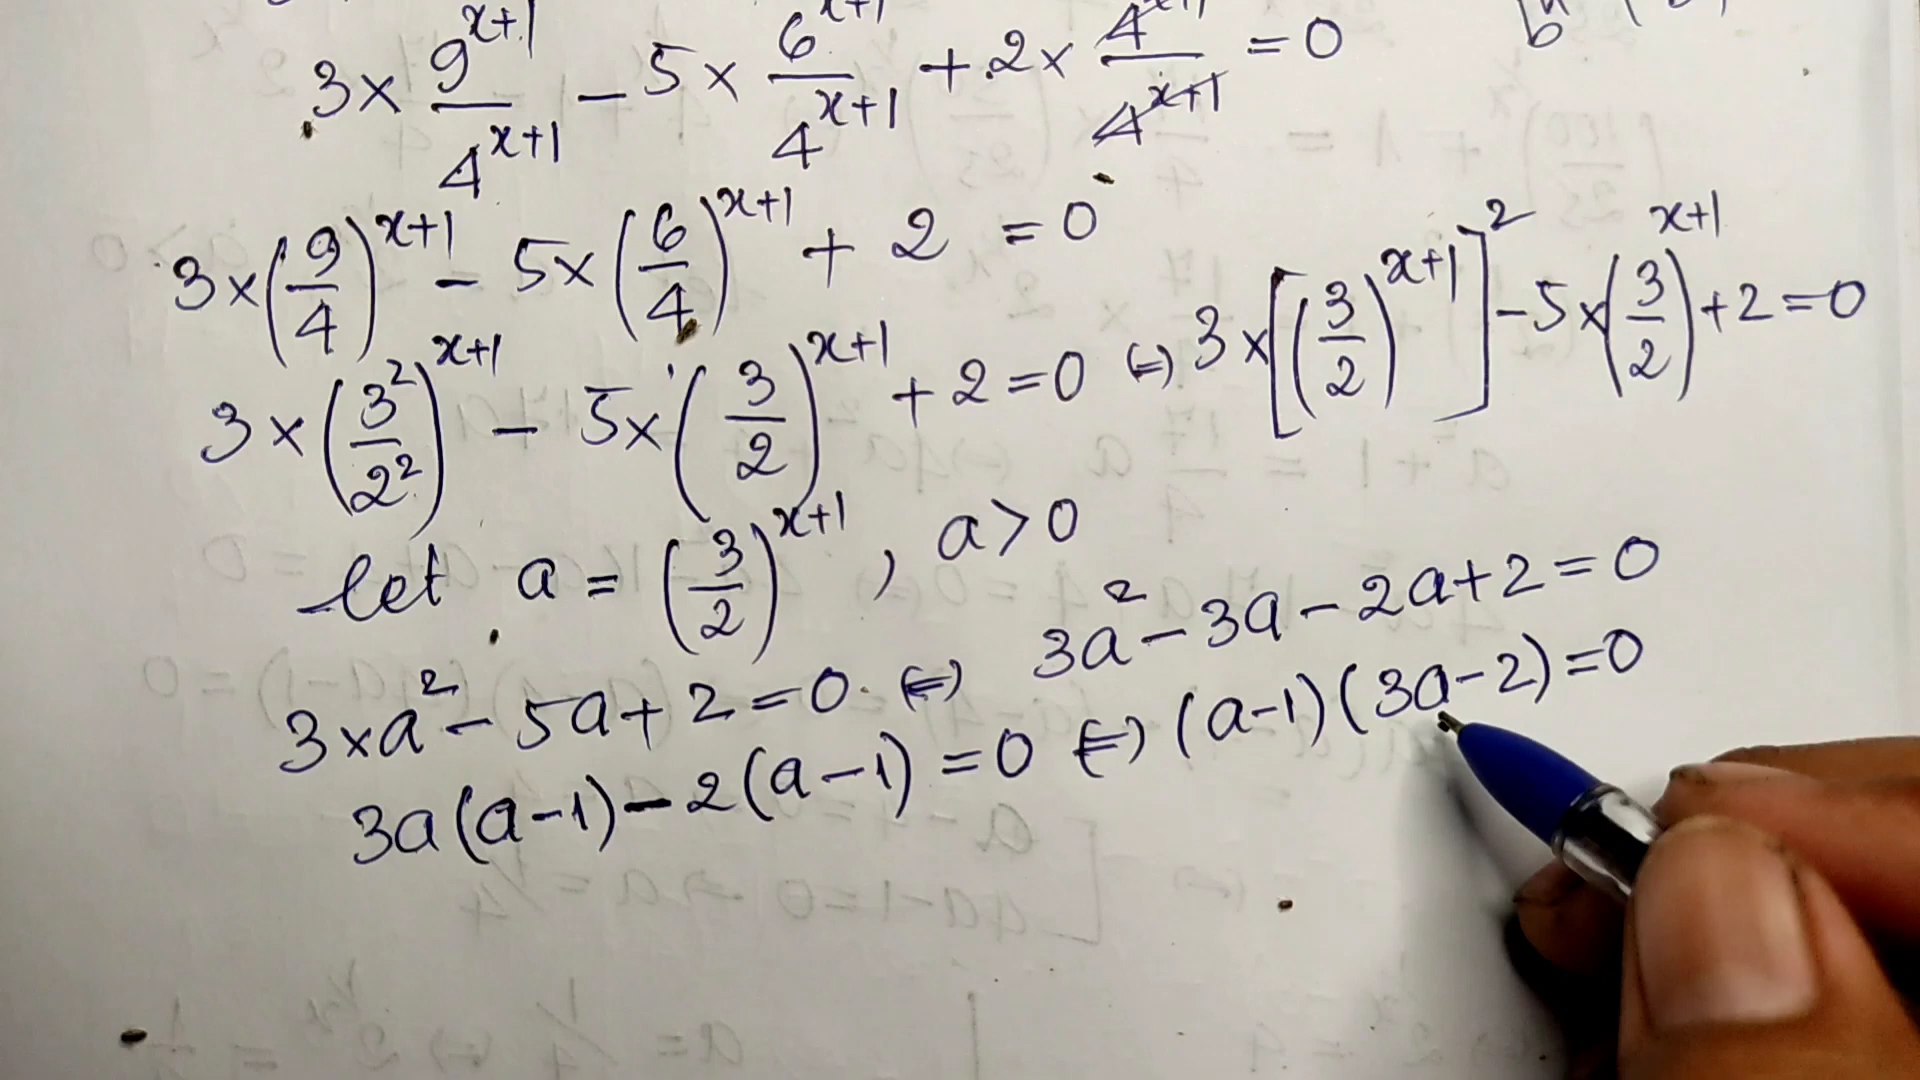 3 × 9^(x+1)/4^(x+1) - 5 × 6^(x+1)/4^(x+1) + 2 × 4^(x+1)/4^(x+1) = 0
3 × (9/4)^(x+1) - 5 × (6/4)^(x+1) + 2 = 0
3 × (3²/2²)^(x+1) - 5 × (3/2)^(x+1) + 2 = 0 ⇔ 3 × [(3/2)^(x+1)]² - 5 × (3/2)^(x+1) + 2 = 0
let a = (3/2)^(x+1), a > 0
3 × a² - 5a + 2 = 0 ⇔ 3a² - 3a - 2a + 2 = 0
3a(a-1) - 2(a-1) = 0 ⇔ (a-1)(3a-2) = 0